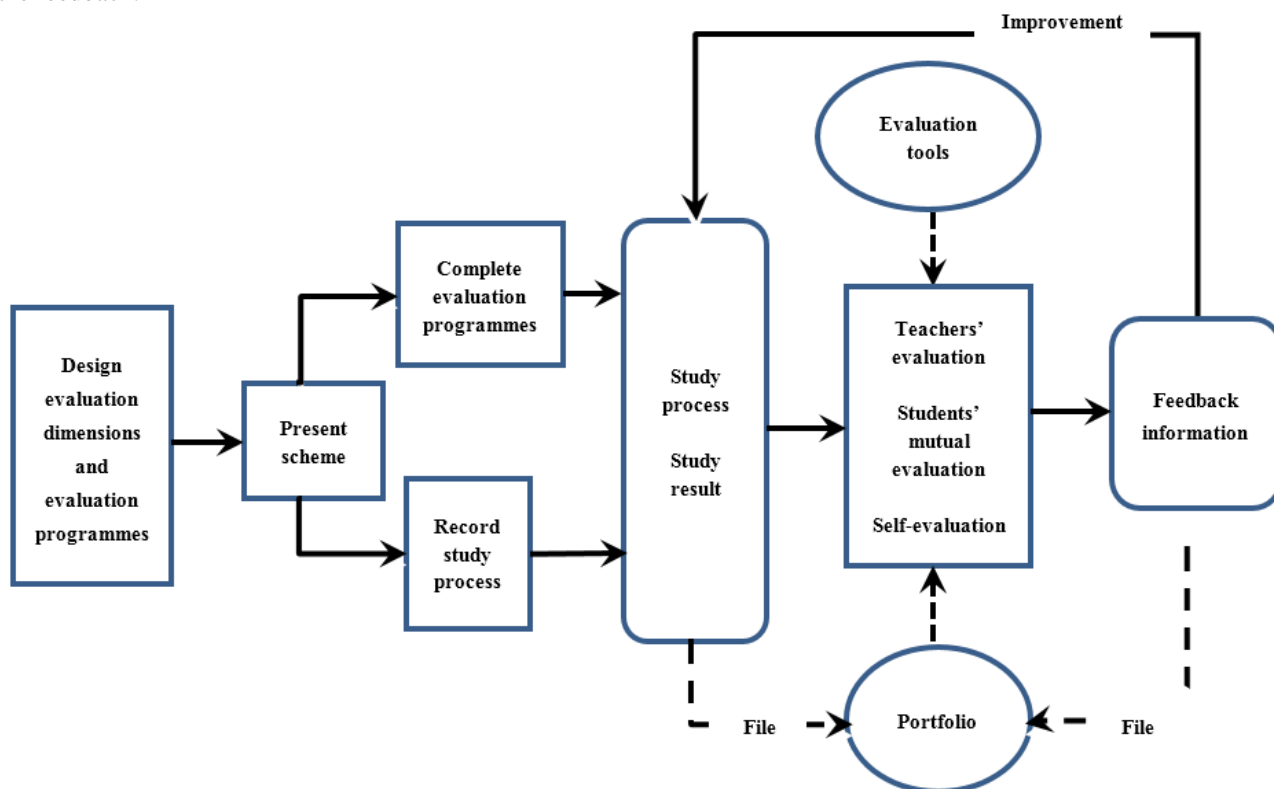 Improvement
Evaluation
tools
Complete
evaluation
programmes
Design
evaluation
dimensions
and
evaluation
programmes
Present
scheme
Record
study
process
Study
process
Study
result
Teachers’
evaluation
Students’
mutual
evaluation
Self-evaluation
Feedback
information
File
Portfolio
File